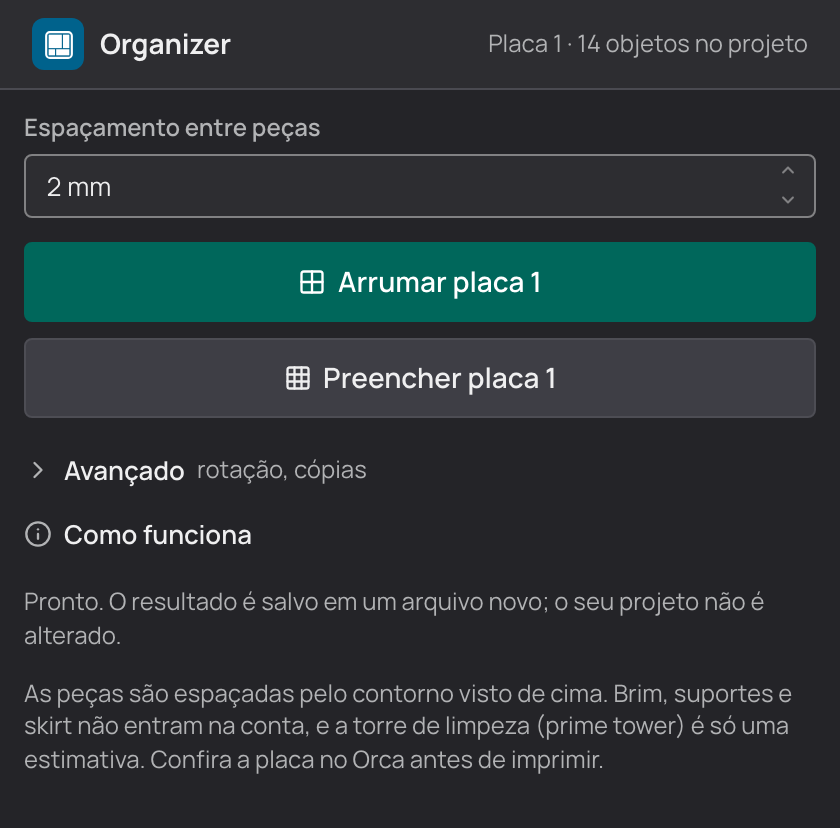 Organizer
Placa 1 · 14 objetos no projeto
Espaçamento entre peças
2 mm
Arrumar placa 1
Preencher placa 1
Avançado rotação, cópias
Como funciona
Pronto. O resultado é salvo em um arquivo novo; o seu projeto não é
alterado.
As peças são espaçadas pelo contorno visto de cima. Brim, suportes e
skirt não entram na conta, e a torre de limpeza (prime tower) é só uma
estimativa. Confira a placa no Orca antes de imprimir.